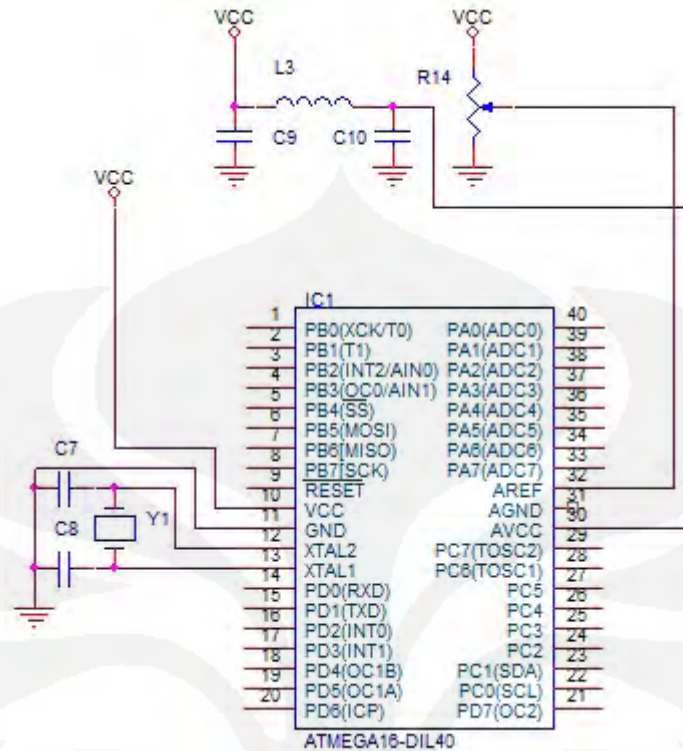 VCC
VCC
L3
R14
C9
C10
VCC
IC1
1
PB0(XCK/T0)
2
PB1(T1)
3
PB2(INT2/AIN0)
4
PB3(OC0/AIN1)
5
PB4(SS)
6
PB5(MOSI)
7
PB6(MISO)
8
PB7(SCK)
9
RESET
10
VCC
11
GND
12
XTAL2
13
XTAL1
14
PD0(RXD)
15
PD1(TXD)
16
PD2(INT0)
17
PD3(INT1)
18
PD4(OC1B)
19
PD5(OC1A)
20
PD6(ICP)
40
PA0(ADC0)
39
PA1(ADC1)
38
PA2(ADC2)
37
PA3(ADC3)
36
PA4(ADC4)
35
PA5(ADC5)
34
PA6(ADC6)
33
PA7(ADC7)
32
AREF
31
AGND
30
AVCC
29
PC7(TOSC2)
28
PC6(TOSC1)
27
PC5
26
PC4
25
PC3
24
PC2
23
PC1(SDA)
22
PC0(SCL)
21
PD7(OC2)
C7
C8
Y1
ATMEGA16-DIL40